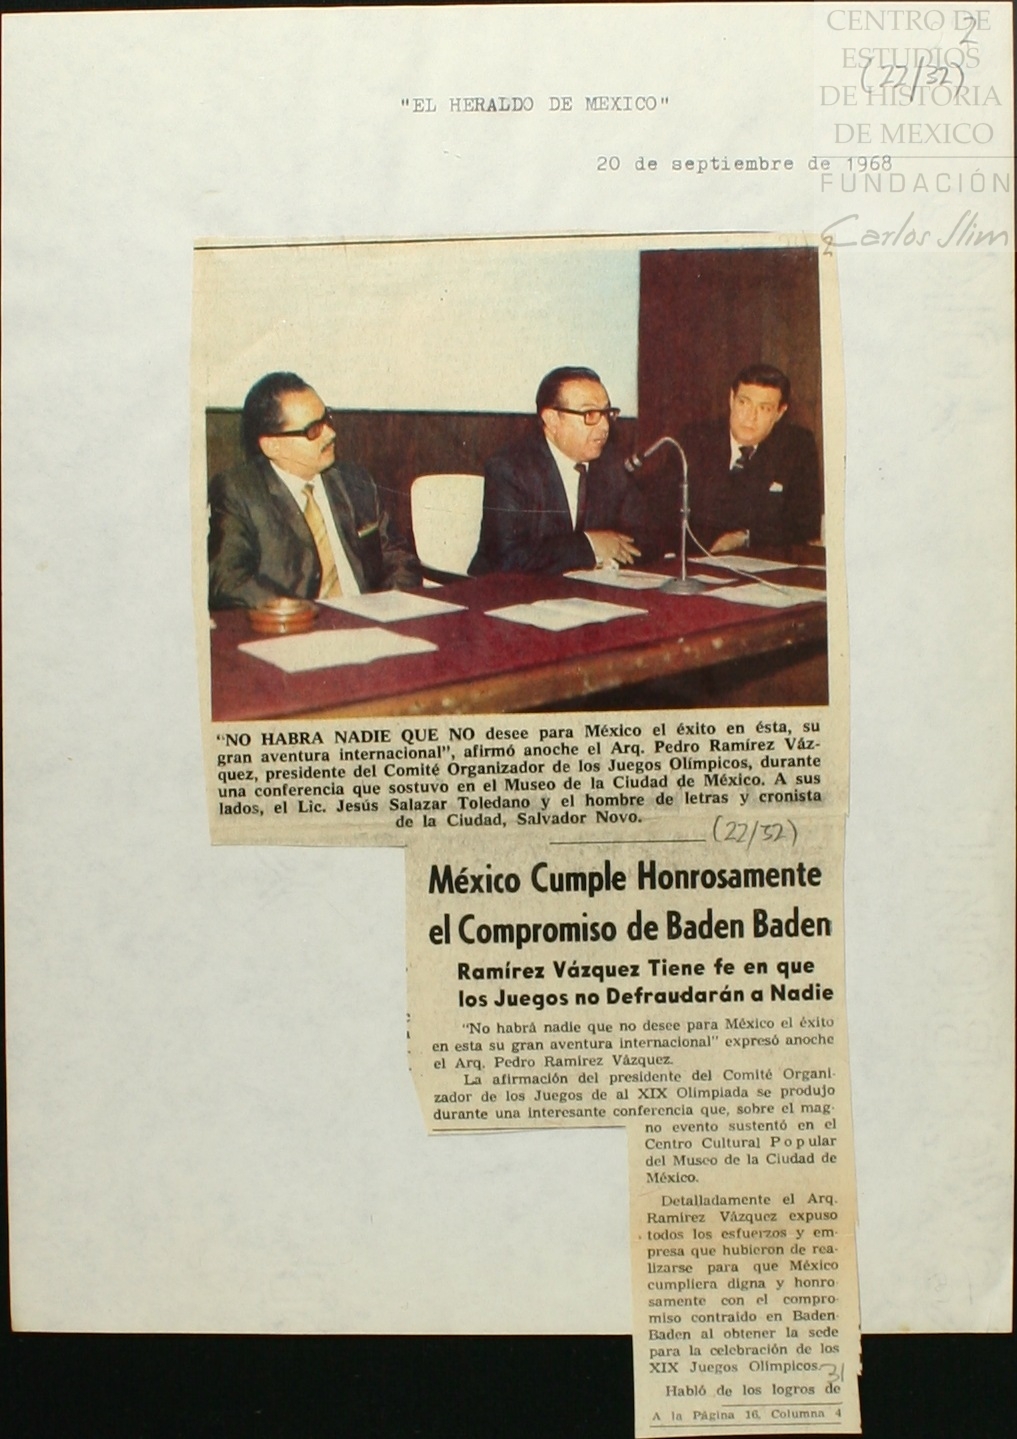 CENTRO DE
ESTUDIOS
DE HISTORIA
DE MEXICO
FUNDACIÓN
Carlos Slim
2
(22/32)
"EL HERALDO DE MEXICO"
20 de septiembre de 1968
2
"NO HABRA NADIE QUE NO desee para México el éxito en ésta, su
gran aventura internacional", afirmó anoche el Arq. Pedro Ramírez Váz-
quez, presidente del Comité Organizador de los Juegos Olímpicos, durante
una conferencia que sostuvo en el Museo de la Ciudad de México. A sus
lados, el Lic. Jesús Salazar Toledano y el hombre de letras y cronista
de la Ciudad, Salvador Novo.
(22/32)
México Cumple Honrosamente
el Compromiso de Baden Baden
Ramírez Vázquez Tiene fe en que
los Juegos no Defraudarán a Nadie
"No habrá nadie que no desee para México el éxito
en esta su gran aventura internacional" expresó anoche
el Arq. Pedro Ramírez Vázquez.
La afirmación del presidente del Comité Organi-
zador de los Juegos de al XIX Olimpiada se produjo
durante una interesante conferencia que, sobre el mag-
no evento sustentó en el
Centro Cultural Popular
del Museo de la Ciudad de
México.
Detalladamente el Arq.
Ramírez Vázquez expuso
todos los esfuerzos y em-
presa que hubieron de rea-
lizarse para que México
cumpliera digna y honro-
samente con el compro-
miso contraído en Baden-
Baden al obtener la sede
para la celebración de los
XIX Juegos Olímpicos.
31
Habló de los logros de
A la Página 16, Columna 4